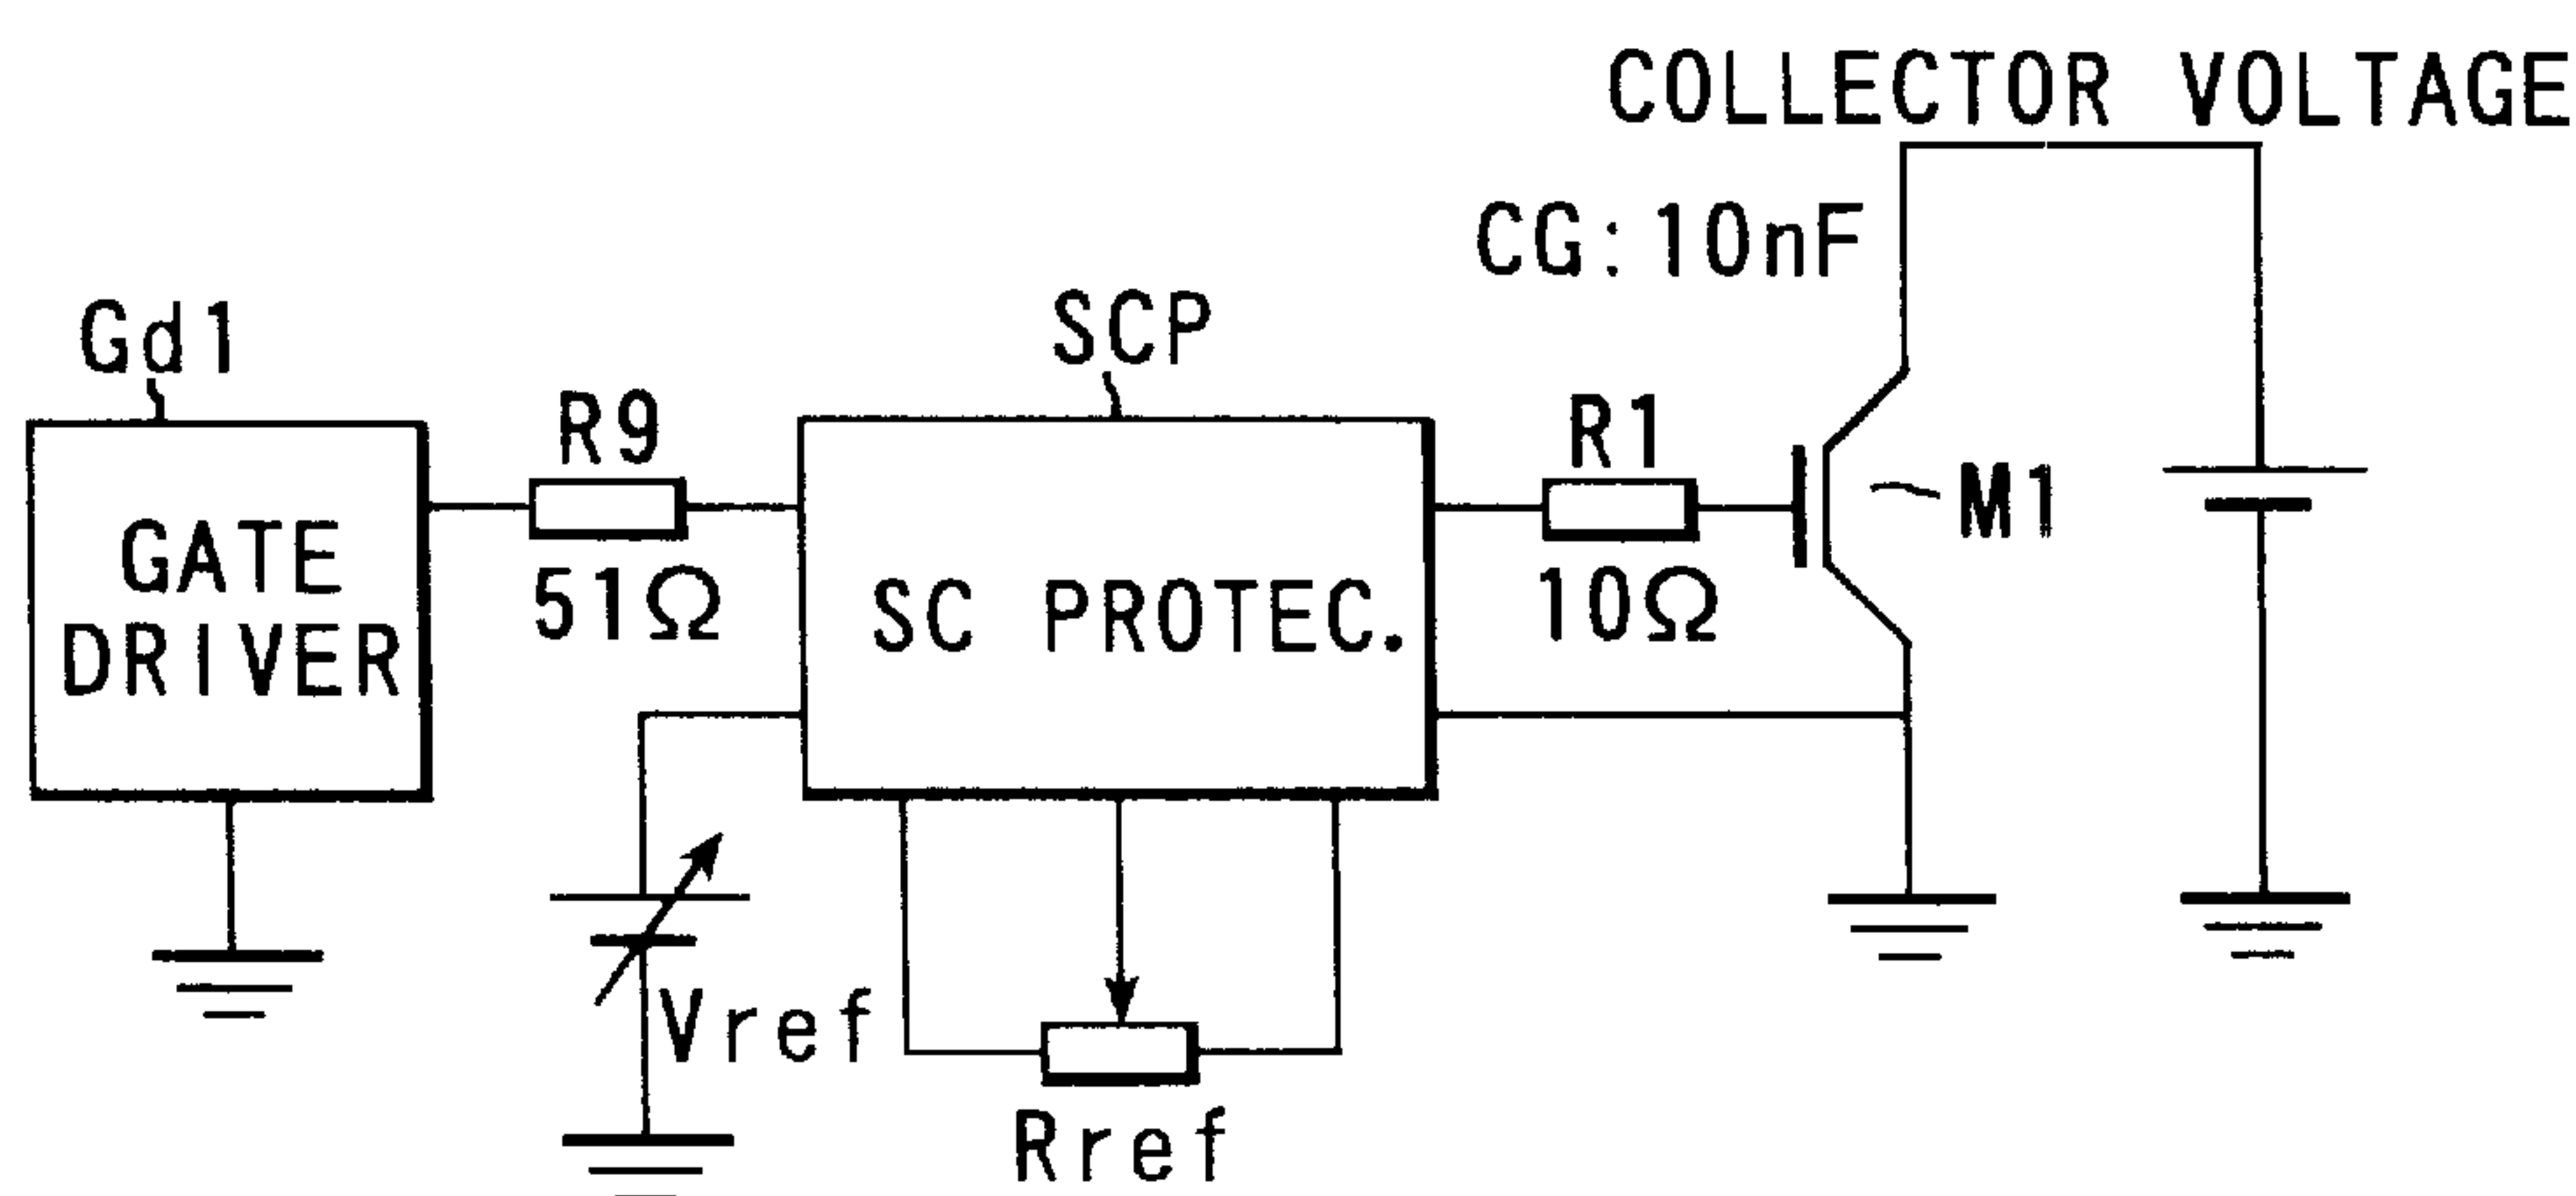 COLLECTOR VOLTAGE
CG:10nF
Gd1
SCP
R9
R1
M1
GATE
DRIVER
51Ω
SC PROTEC.
10Ω
Vref
Rref